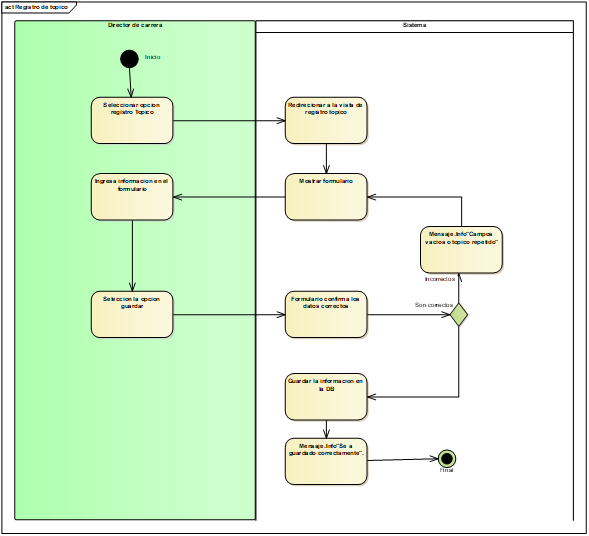 act Registro de topico
Director de carrera
Sistema
Inicio
Seleccionar opcion
registro Topico
Redirecionar a la vista de
registro topico
Ingresa informacion en el
formulario
Mostrar formulario
Mensaje.Info"Campos
vacios o topico repetido"
Incorrectos
Seleccion la opcion
guardar
Formulario confirma los
datos correctos
Son correctos
Guardar la informacion en
la DB
Mensaje.Info"Se a
guardado correctamente".
Final